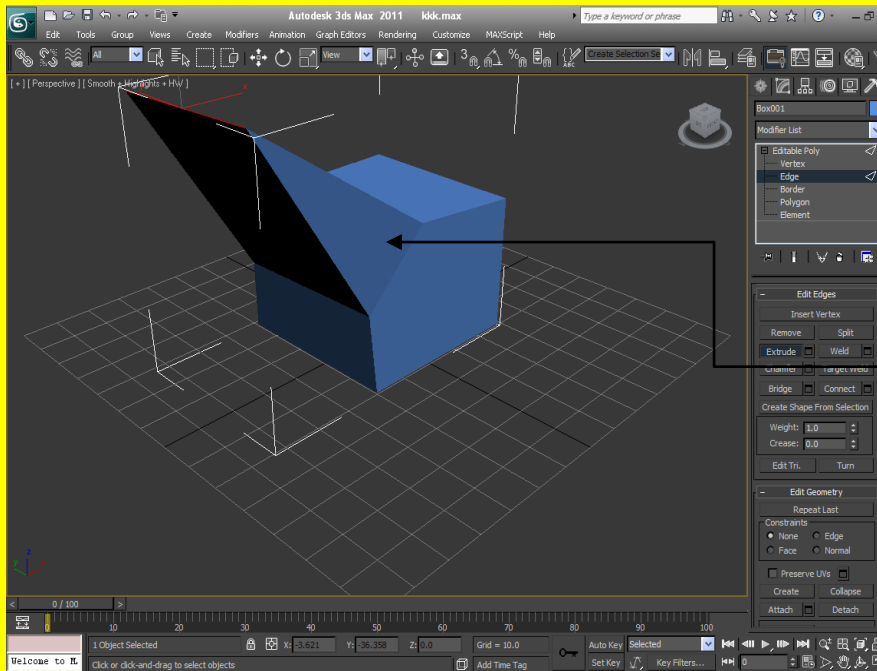 Autodesk 3ds Max 2011 kkk.max
Type a keyword or phrase
Edit Tools Group Views Create Modifiers Animation Graph Editors Rendering Customize MAXScript Help
All View Create Selection Se
[ + ] [ Perspective ] [ Smooth + Highlights + HW ]
x
Box001
Modifier List
Editable Poly
Vertex
Edge
Border
Polygon
Element
Edit Edges
Insert Vertex
Remove Split
Extrude Weld
Chamfer Target Weld
Bridge Connect
Create Shape From Selection
Weight: 1.0
Crease: 0.0
Edit Tri. Turn
Edit Geometry
Repeat Last
Constraints
None Edge
Face Normal
Preserve UVs
Create Collapse
Attach Detach
z
y x
< 0 / 100 >
0 10 20 30 40 50 60 70 80 90 100
1 Object Selected X: -3.621 Y: -36.358 Z: 0.0 Grid = 10.0 Auto Key Selected
Welcome to M. Click or click-and-drag to select objects Add Time Tag Set Key Key Filters... 0